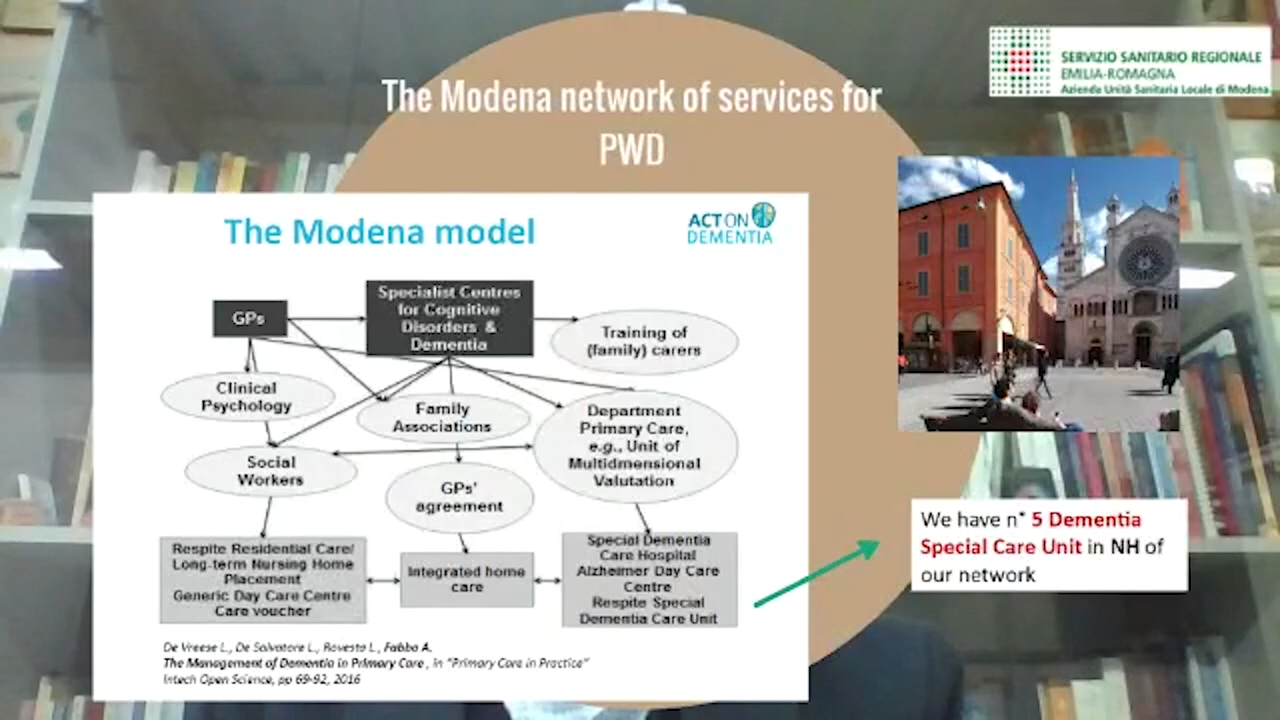 The Modena network of services for
PWD
SERVIZIO SANITARIO REGIONALE
EMILIA-ROMAGNA
Azienda Unità Sanitaria Locale di Modena
The Modena model
ACT ON
DEMENTIA
GPs
Specialist Centres
for Cognitive
Disorders &
Dementia
Training of
(family) carers
Clinical
Psychology
Family
Associations
Department
Primary Care,
e.g., Unit of
Multidmensional
Valutation
Social
Workers
GPs'
agreement
Respite Residential Care/
Long-term Nursing Home
Placement
Generic Day Care Centre
Care voucher
Integrated home
care
Special Dementia
Care Hospital
Alzheimer Day Care
Centre
Respite Special
Dementia Care Unit
We have n° 5 Dementia
Special Care Unit in NH of
our network
De Vreese L., De Salvatore L., Rovesta L., Fabbo A.
The Management of Dementia in Primary Care , in "Primary Care in Practice"
Intech Open Science, pp 69-92, 2016